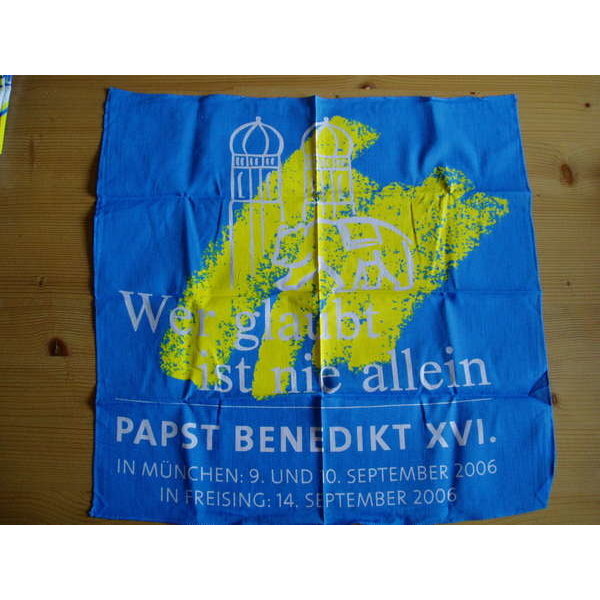 Wer glaubt
ist nie allein
PAPST BENEDIKT XVI.
IN MÜNCHEN: 9. UND 10. SEPTEMBER 2006
IN FREISING: 14. SEPTEMBER 2006